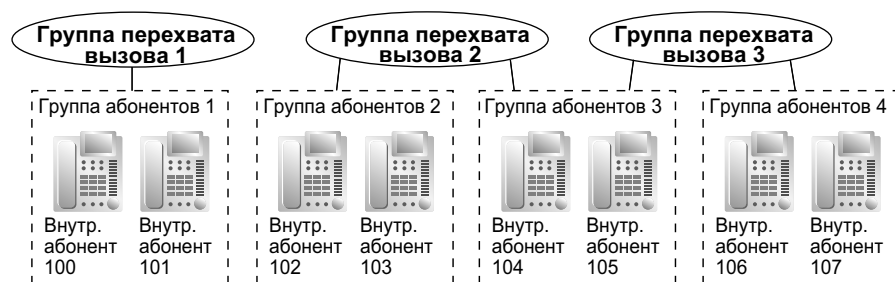 Группа перехвата
вызова 1
Группа перехвата
вызова 2
Группа перехвата
вызова 3
Группа абонентов 1
Группа абонентов 2
Группа абонентов 3
Группа абонентов 4
Внутр.
абонент
100
Внутр.
абонент
101
Внутр.
абонент
102
Внутр.
абонент
103
Внутр.
абонент
104
Внутр.
абонент
105
Внутр.
абонент
106
Внутр.
абонент
107